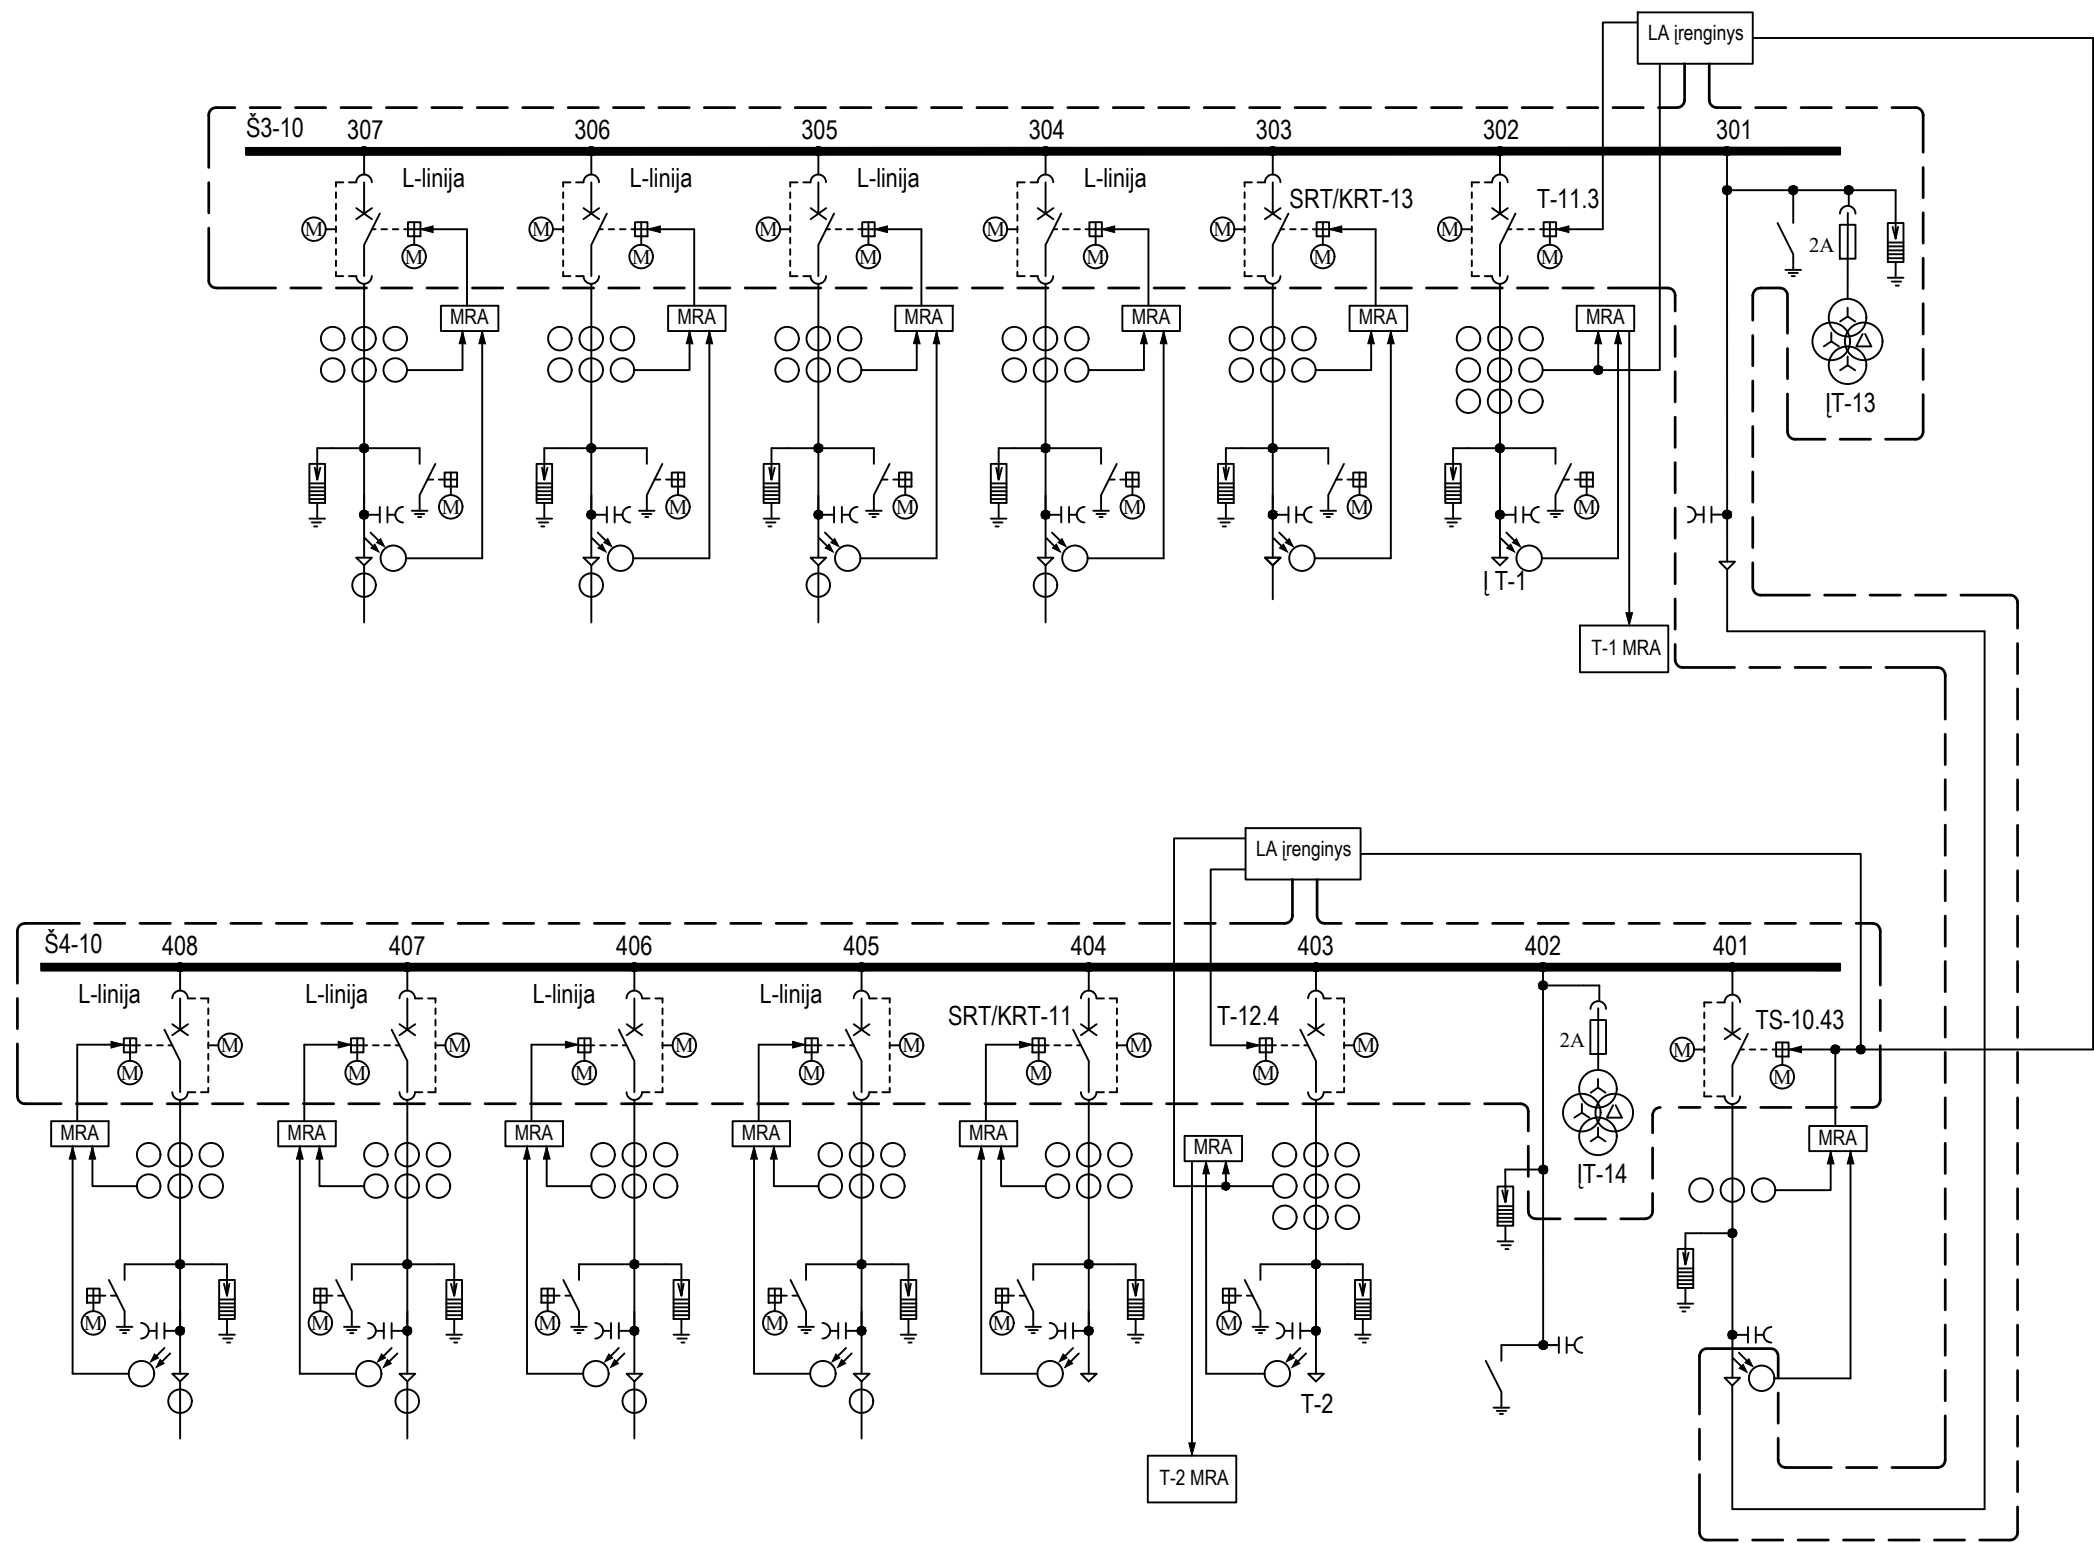 LA įrenginys
Š3-10 307 306 305 304 303 302 301
L-linija L-linija L-linija L-linija SRT/KRT-13 T-11.3
M M M M M M 2A
M M M M M M
MRA MRA MRA MRA MRA MRA
ĮT-13
M M M M M M
Į T-1
T-1 MRA
LA įrenginys
Š4-10 408 407 406 405 404 403 402 401
L-linija L-linija L-linija L-linija SRT/KRT-11 T-12.4 TS-10.43
M M M M M M 2A M
M M M M M M M
MRA MRA MRA MRA MRA MRA MRA
ĮT-14
M M M M M M
T-2
T-2 MRA